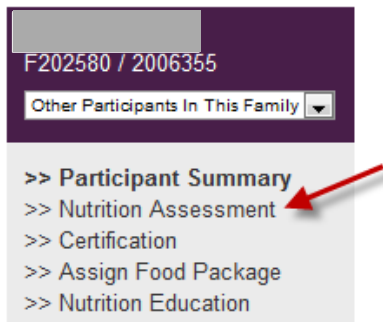 F202580 / 2006355
Other Participants In This Family
>> Participant Summary
>> Nutrition Assessment
>> Certification
>> Assign Food Package
>> Nutrition Education